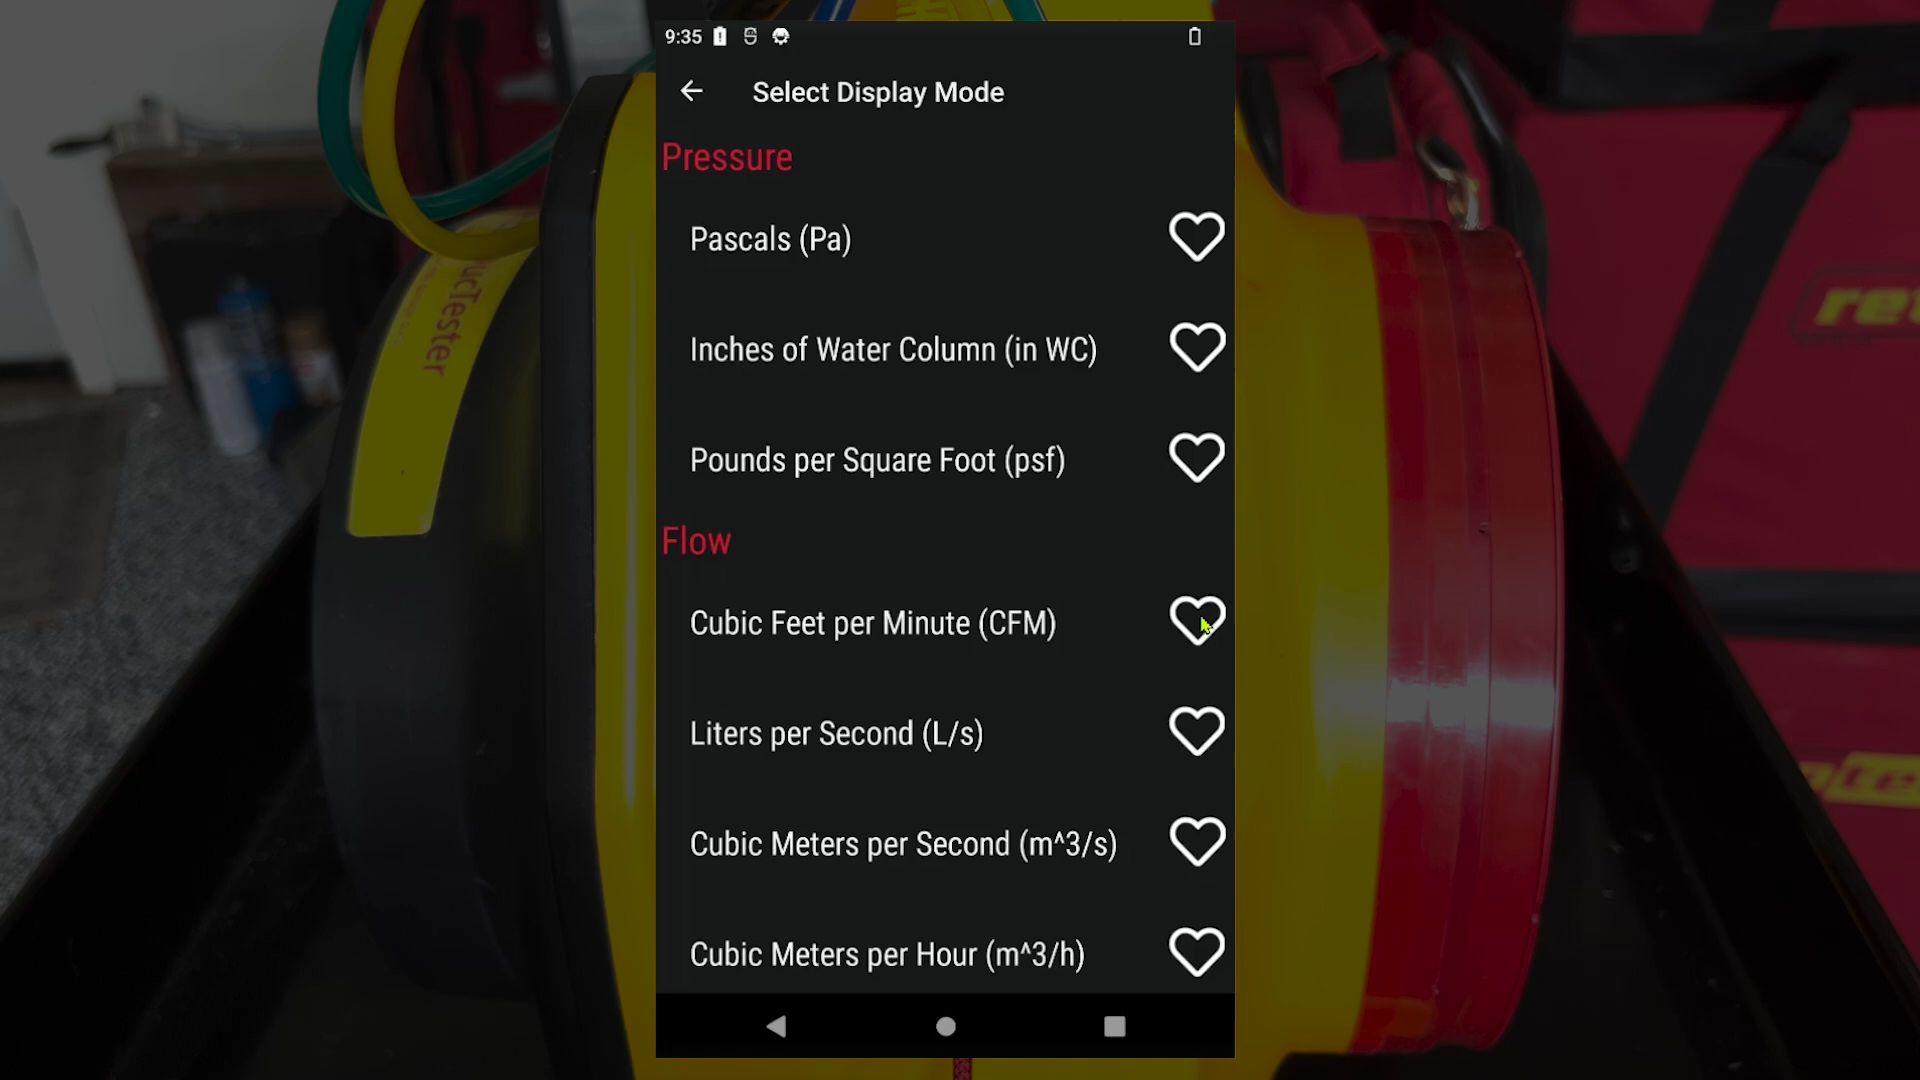 9:35
Select Display Mode
Pressure
Pascals (Pa)
Inches of Water Column (in WC)
Pounds per Square Foot (psf)
Flow
Cubic Feet per Minute (CFM)
Liters per Second (L/s)
Cubic Meters per Second (m^3/s)
Cubic Meters per Hour (m^3/h)
ucTester